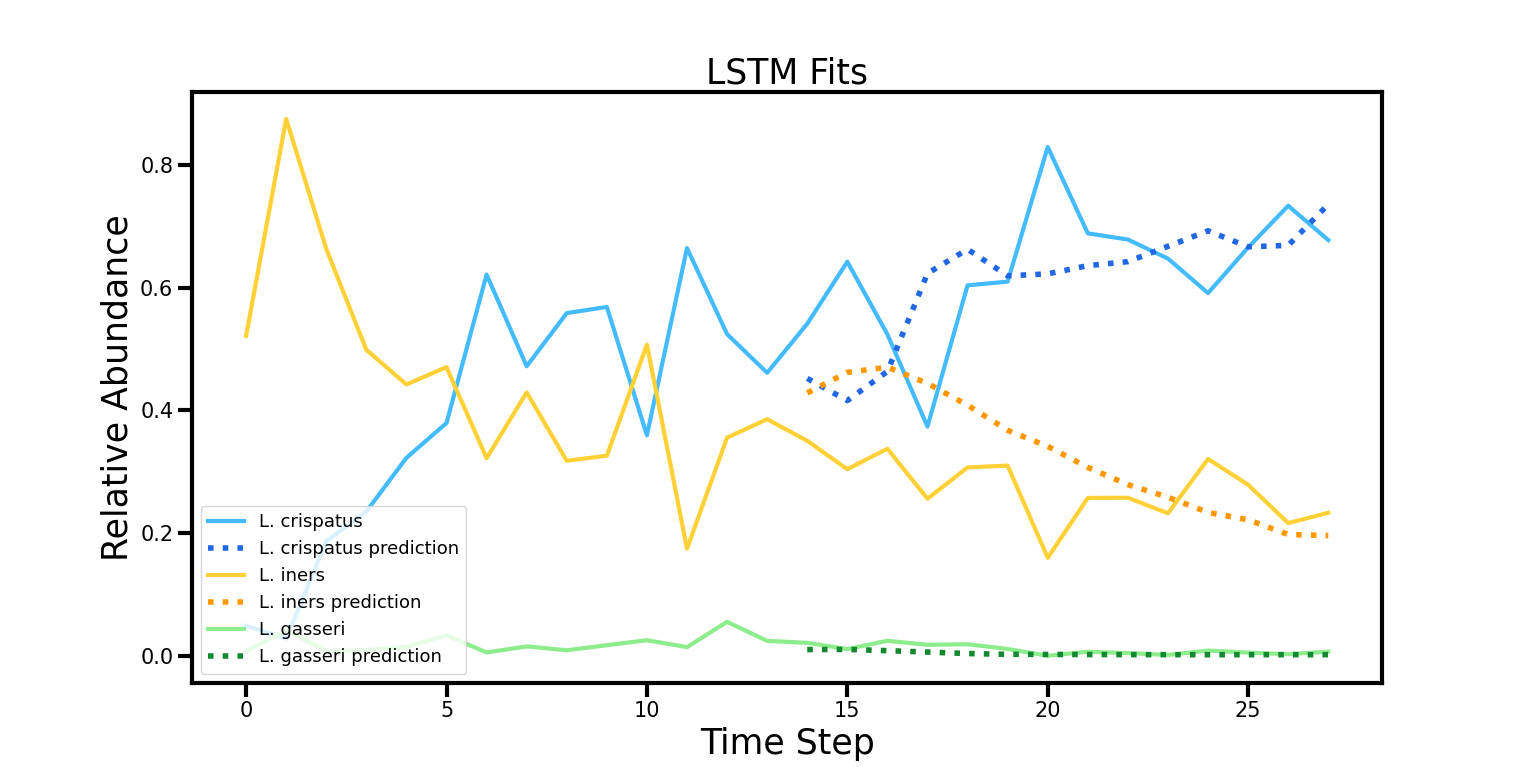 LSTM Fits
Relative Abundance
0.8
0.6
0.4
0.2
0.0
L. crispatus
L. crispatus prediction
L. iners
L. iners prediction
L. gasseri
L. gasseri prediction
0 5 10 15 20 25
Time Step